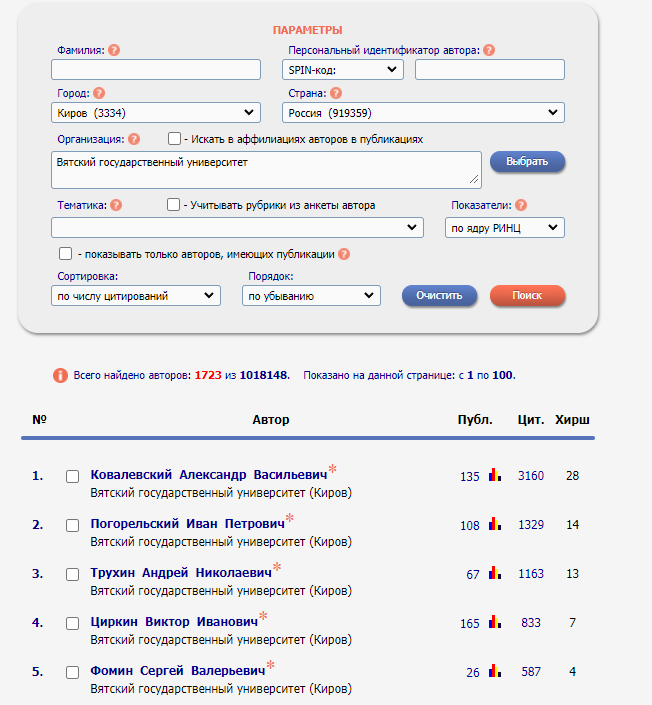 ПАРАМЕТРЫ
Фамилия: ? Персональный идентификатор автора: ?
SPIN-код:
Город: ? Страна: ?
Киров (3334) Россия (919359)
Организация: ? - Искать в аффилиациях авторов в публикациях
Вятский государственный университет Выбрать
Тематика: ? - Учитывать рубрики из анкеты автора Показатели: ?
по ядру РИНЦ
- показывать только авторов, имеющих публикации ?
Сортировка: Порядок:
по числу цитирований по убыванию Очистить Поиск
i Всего найдено авторов: 1723 из 1018148. Показано на данной странице: с 1 по 100.
№ Автор Публ. Цит. Хирш
1. Ковалевский Александр Васильевич* 135 3160 28
Вятский государственный университет (Киров)
2. Погорельский Иван Петрович* 108 1329 14
Вятский государственный университет (Киров)
3. Трухин Андрей Николаевич* 67 1163 13
Вятский государственный университет (Киров)
4. Циркин Виктор Иванович* 165 833 7
Вятский государственный университет (Киров)
5. Фомин Сергей Валерьевич* 26 587 4
Вятский государственный университет (Киров)